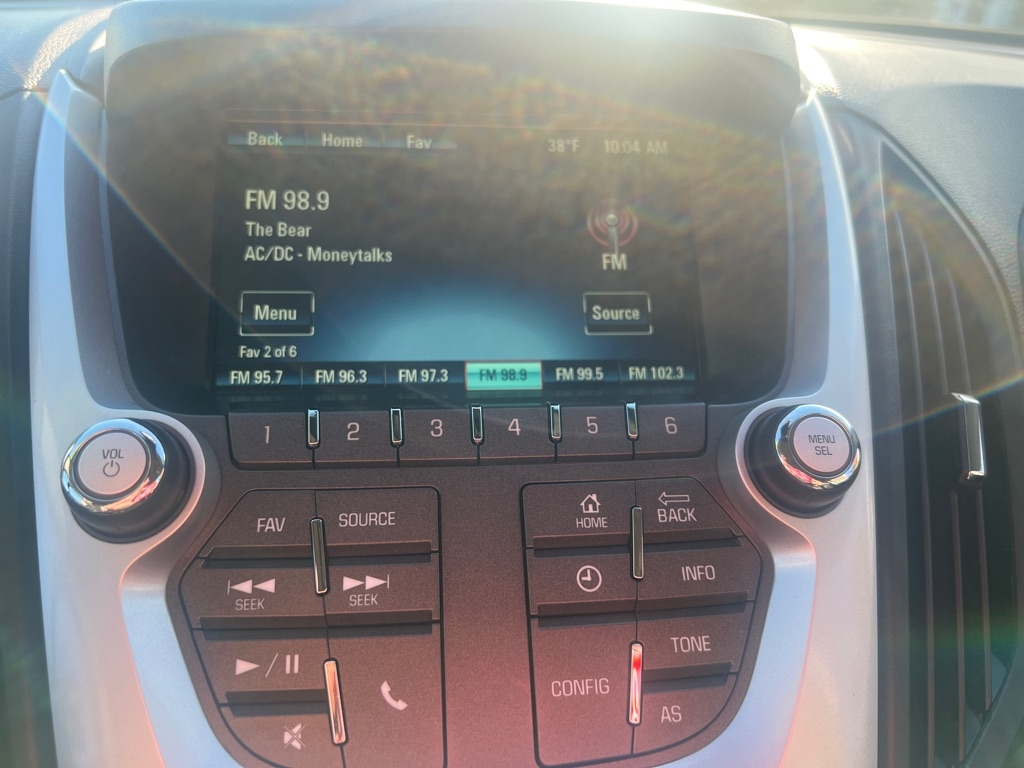 Back Home Fav 38°F 10:04 AM
FM 98.9
The Bear
AC/DC - Moneytalks
FM
Menu Source
Fav 2 of 6
FM 95.7 FM 96.3 FM 97.3 FM 98.9 FM 99.5 FM 102.3
1 2 3 4 5 6
VOL
MENU
SEL
FAV SOURCE
HOME BACK
SEEK SEEK
INFO
TONE
CONFIG
AS